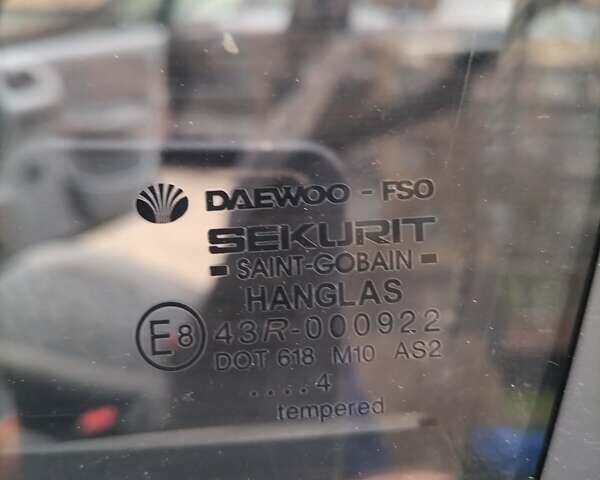 DAEWOO - FSO
SEKURIT
SAINT-GOBAIN
HANGLAS
E8 43R-000922
DOT 618 M10 AS2
....4
tempered